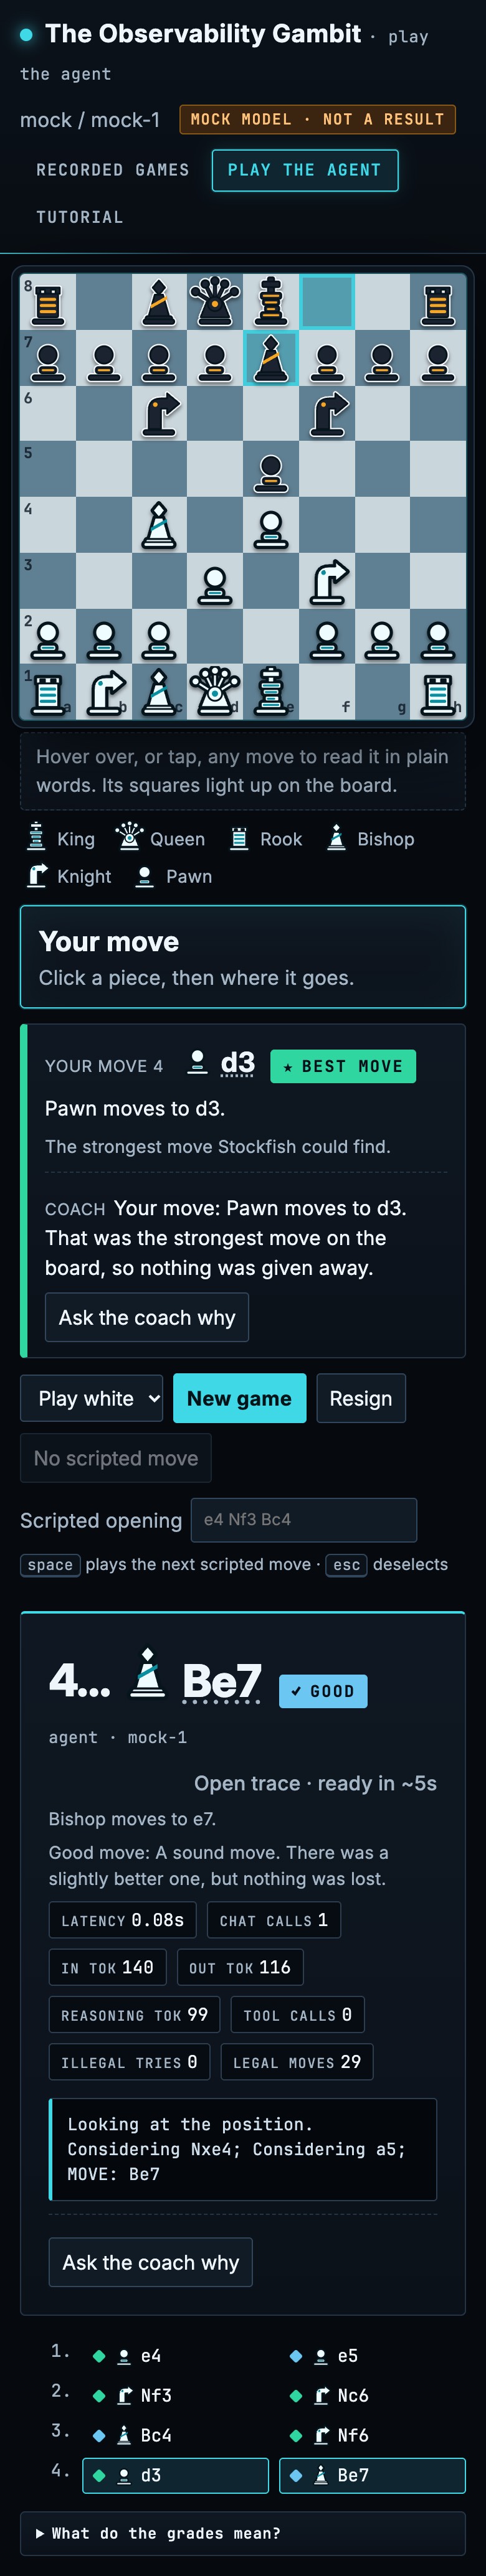 The Observability Gambit · play
the agent
mock / mock-1 MOCK MODEL · NOT A RESULT
RECORDED GAMES PLAY THE AGENT
TUTORIAL
8
7
6
5
4
3
2
1 a b c d e f g h
Hover over, or tap, any move to read it in plain
words. Its squares light up on the board.
King Queen Rook Bishop
Knight Pawn
Your move
Click a piece, then where it goes.
YOUR MOVE 4 d3 ★ BEST MOVE
Pawn moves to d3.
The strongest move Stockfish could find.
COACH Your move: Pawn moves to d3.
That was the strongest move on the
board, so nothing was given away.
Ask the coach why
Play white New game Resign
No scripted move
Scripted opening e4 Nf3 Bc4
space plays the next scripted move · esc deselects
4… Be7 ✓ GOOD
agent · mock-1
Open trace · ready in ~5s
Bishop moves to e7.
Good move: A sound move. There was a
slightly better one, but nothing was lost.
LATENCY 0.08s CHAT CALLS 1
IN TOK 140 OUT TOK 116
REASONING TOK 99 TOOL CALLS 0
ILLEGAL TRIES 0 LEGAL MOVES 29
Looking at the position.
Considering Nxe4; Considering a5;
MOVE: Be7
Ask the coach why
1. e4 e5
2. Nf3 Nc6
3. Bc4 Nf6
4. d3 Be7
▶ What do the grades mean?